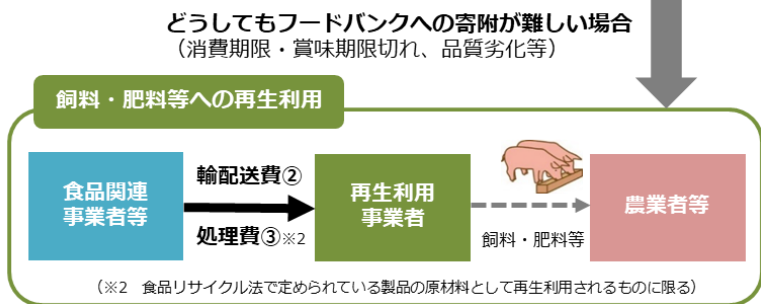 どうしてもフードバンクへの寄附が難しい場合
（消費期限・賞味期限切れ、品質劣化等）
飼料・肥料等への再生利用
食品関連
事業者等
輸配送費②
処理費③※2
再生利用
事業者
飼料・肥料等
農業者等
（※2　食品リサイクル法で定められている製品の原材料として再生利用されるものに限る）